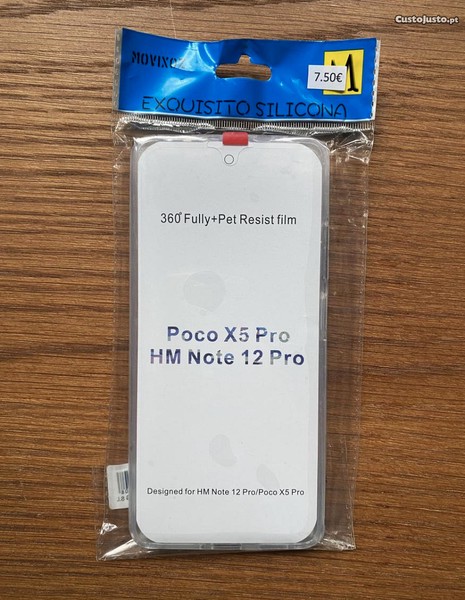 CustoJusto.pt
7.50€
M
EXQUISITO SILICONA
360°Fully+Pet Resist film
Poco X5 Pro
HM Note 12 Pro
Designed for HM Note 12 Pro/Poco X5 Pro